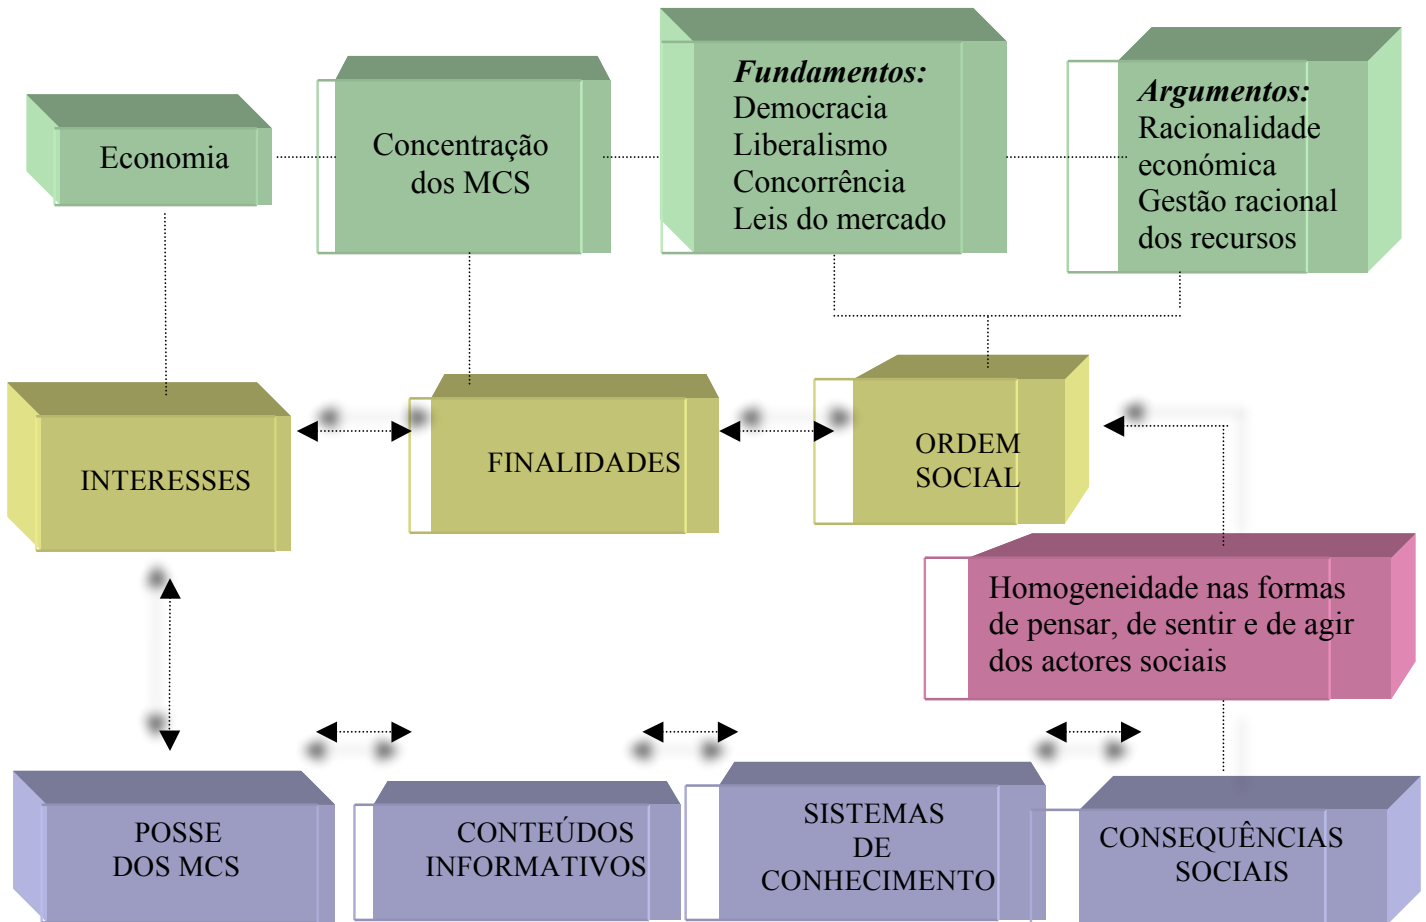 Economia
Concentração
dos MCS
Fundamentos:
Democracia
Liberalismo
Concorrência
Leis do mercado
Argumentos:
Racionalidade
económica
Gestão racional
dos recursos
INTERESSES
FINALIDADES
ORDEM
SOCIAL
Homogeneidade nas formas
de pensar, de sentir e de agir
dos actores sociais
POSSE
DOS MCS
CONTEÚDOS
INFORMATIVOS
SISTEMAS
DE
CONHECIMENTO
CONSEQUÊNCIAS
SOCIAIS